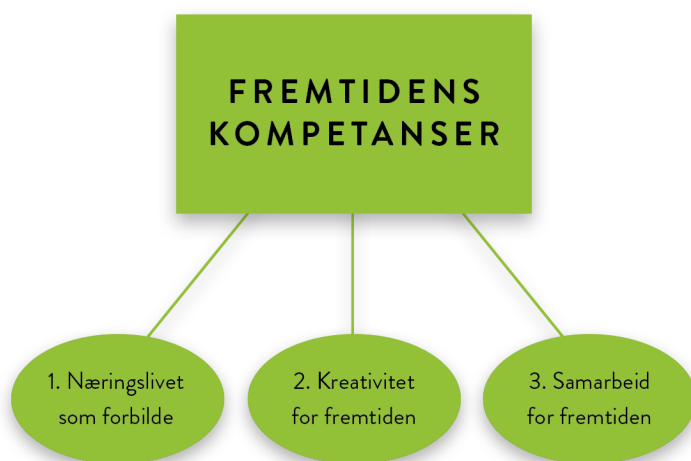 FREMTIDENS
KOMPETANSER
1. Næringslivet
som forbilde
2. Kreativitet
for fremtiden
3. Samarbeid
for fremtiden